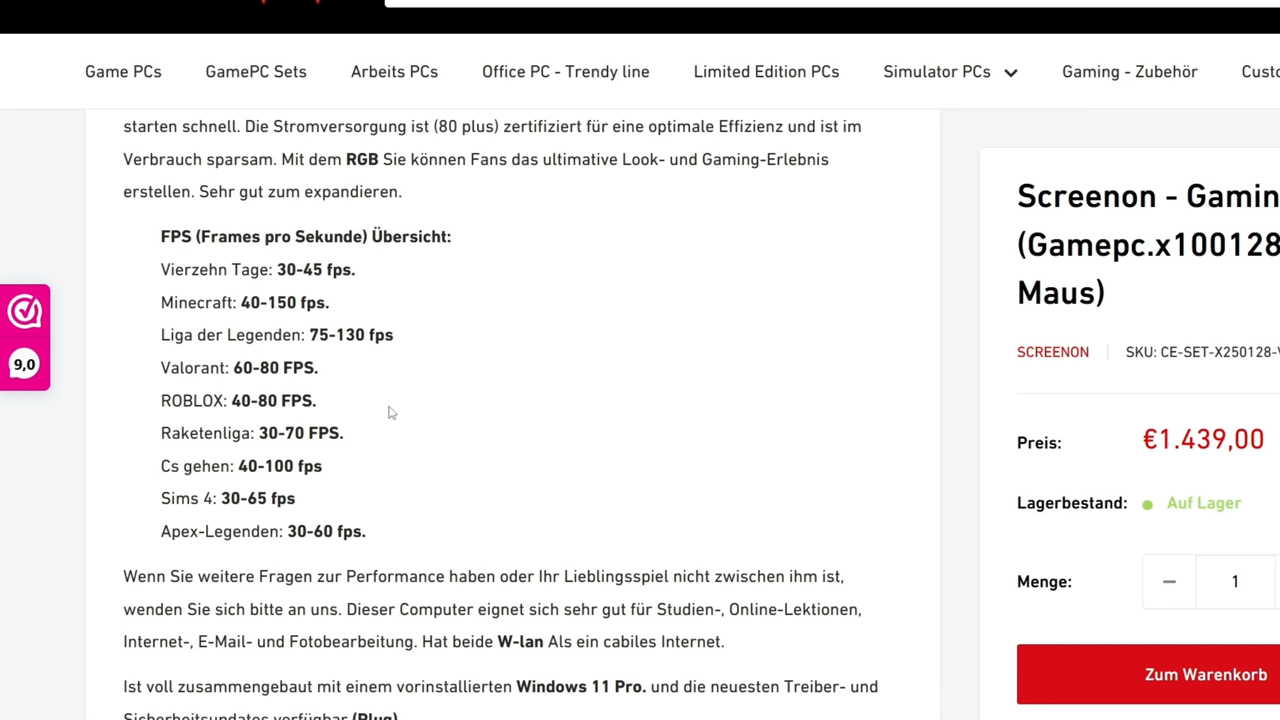 Game PCs GamePC Sets Arbeits PCs Office PC - Trendy line Limited Edition PCs Simulator PCs Gaming - Zubehör
starten schnell. Die Stromversorgung ist (80 plus) zertifiziert für eine optimale Effizienz und ist im
Verbrauch sparsam. Mit dem RGB Sie können Fans das ultimative Look- und Gaming-Erlebnis
erstellen. Sehr gut zum expandieren.
FPS (Frames pro Sekunde) Übersicht:
Vierzehn Tage: 30-45 fps.
Minecraft: 40-150 fps.
Liga der Legenden: 75-130 fps
Valorant: 60-80 FPS.
ROBLOX: 40-80 FPS.
Raketenliga: 30-70 FPS.
Cs gehen: 40-100 fps
Sims 4: 30-65 fps
Apex-Legenden: 30-60 fps.
Wenn Sie weitere Fragen zur Performance haben oder Ihr Lieblingsspiel nicht zwischen ihm ist,
wenden Sie sich bitte an uns. Dieser Computer eignet sich sehr gut für Studien-, Online-Lektionen,
Internet-, E-Mail- und Fotobearbeitung. Hat beide W-lan Als ein cabiles Internet.
Ist voll zusammengebaut mit einem vorinstallierten Windows 11 Pro. und die neuesten Treiber- und
Sicherheitsupdates verfügbar (Plug)
9,0
Screenon - Gamin
(Gamepc.x100128
Maus)
SCREENON SKU: CE-SET-X250128-
Preis: €1.439,00
Lagerbestand: Auf Lager
Menge: − 1
Zum Warenkorb